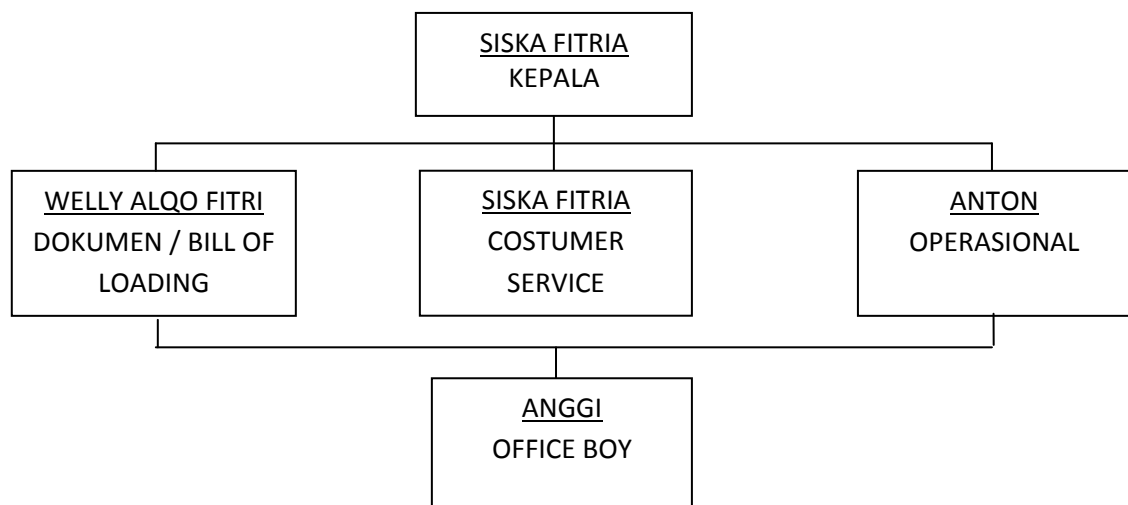 SISKA FITRIA
KEPALA
WELLY ALQO FITRI
DOKUMEN / BILL OF
LOADING
SISKA FITRIA
COSTUMER
SERVICE
ANTON
OPERASIONAL
ANGGI
OFFICE BOY